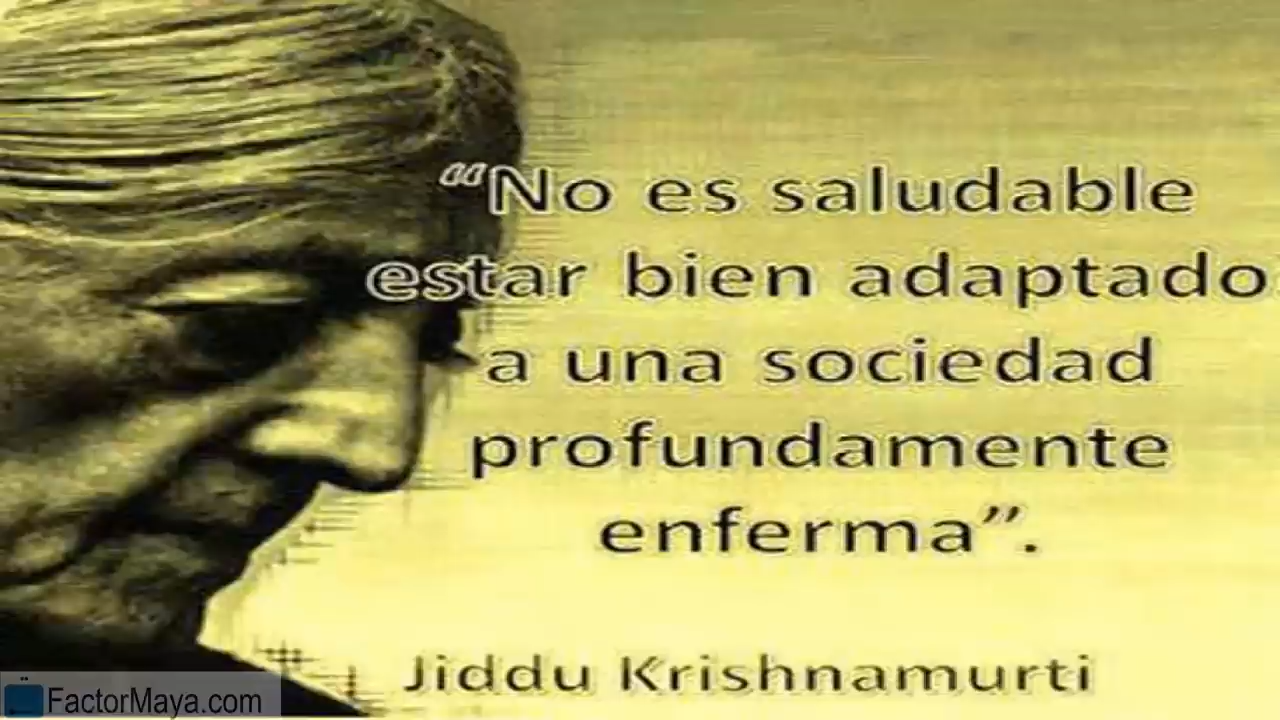 “No es saludable
estar bien adaptado
a una sociedad
profundamente
enferma”.
Jiddu Krishnamurti
FactorMaya.com